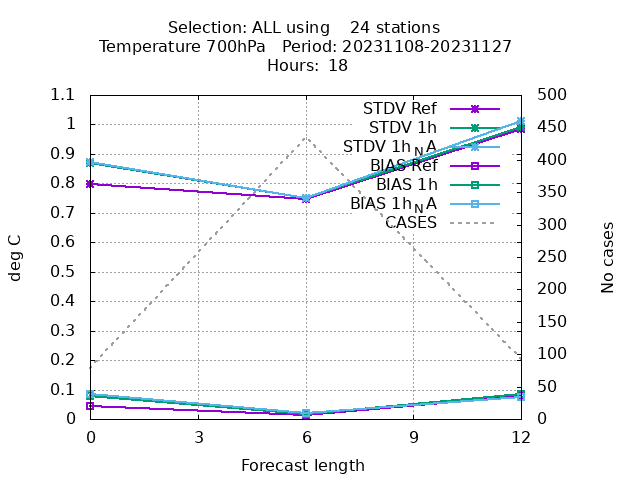 Selection: ALL using    24 stations
Temperature 700hPa   Period: 20231108-20231127
Hours: 18
1.1
1
0.9
0.8
0.7
0.6
0.5
0.4
0.3
0.2
0.1
0
deg C
500
450
400
350
300
250
200
150
100
50
0
No cases
STDV Ref
STDV 1h
STDV 1h_NA
BIAS Ref
BIAS 1h
BIAS 1h_NA
CASES
0 3 6 9 12
Forecast length